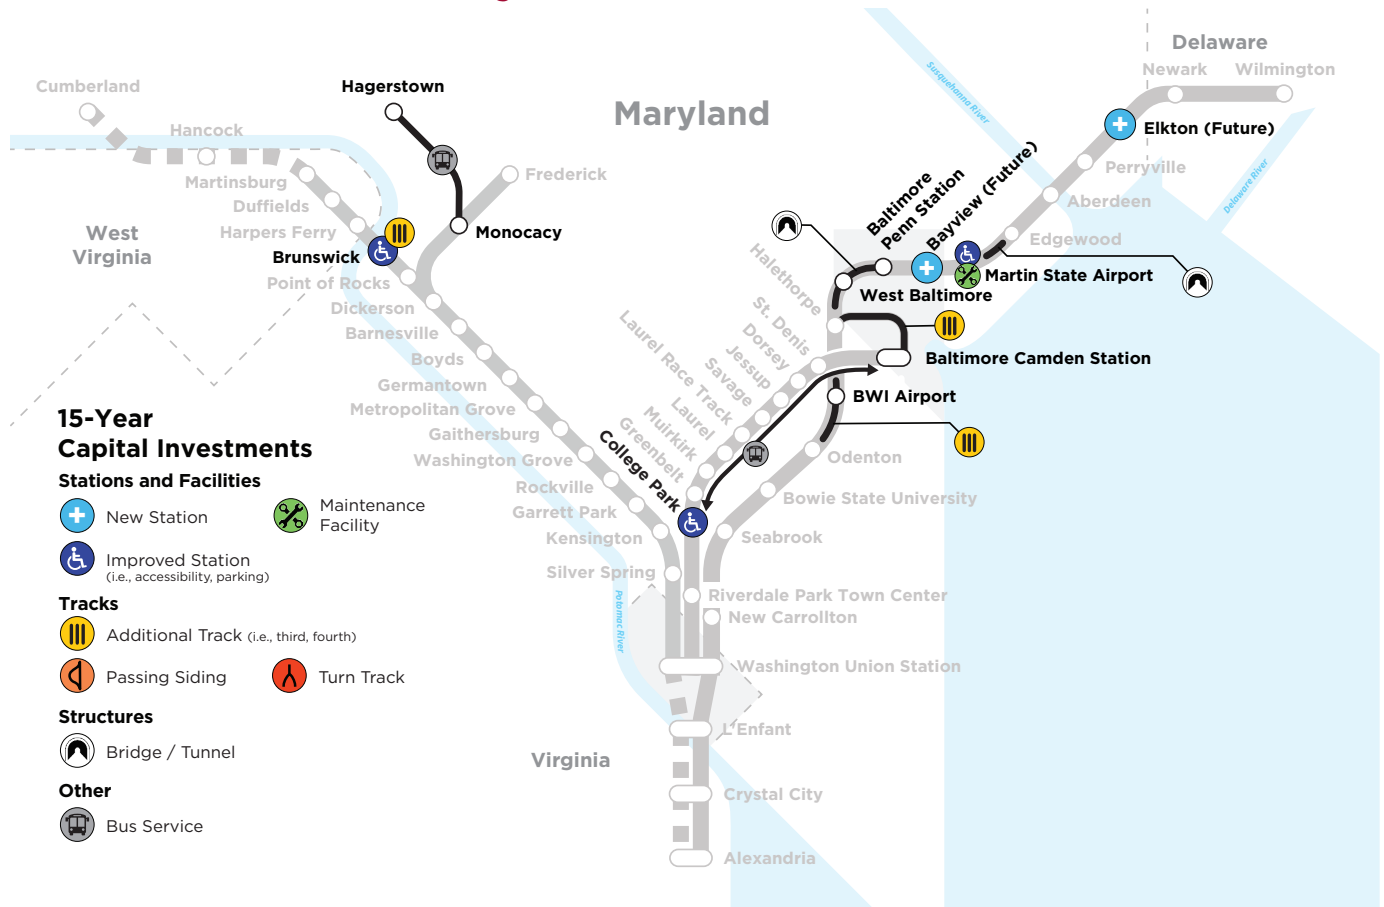 Delaware
Newark
Wilmington
Cumberland
Hagerstown
Maryland
Susquehanna River
Hancock
Elkton (Future)
Frederick
Perryville
Martinsburg
Duffields
Harpers Ferry
West
Virginia
Brunswick
Monocacy
Baltimore
Penn Station
Bayview (Future)
Aberdeen
Delaware River
Edgewood
Point of Rocks
Halethorpe
Martin State Airport
West Baltimore
Dickerson
Barnesville
Boyds
Germantown
Metropolitan Grove
Gaithersburg
Washington Grove
Rockville
Garrett Park
Kensington
Silver Spring
St. Denis
Dorsey
Jessup
Savage
Laurel Race Track
Laurel
Muirkirk
Greenbelt
College Park
Baltimore Camden Station
BWI Airport
Odenton
Bowie State University
Seabrook
Riverdale Park Town Center
New Carrollton
Potomac River
Washington Union Station
L'Enfant
Virginia
Crystal City
Alexandria
15-Year
Capital Investments
Stations and Facilities
New Station
Maintenance
Facility
Improved Station
(i.e., accessibility, parking)
Tracks
Additional Track (i.e., third, fourth)
Passing Siding
Turn Track
Structures
Bridge / Tunnel
Other
Bus Service